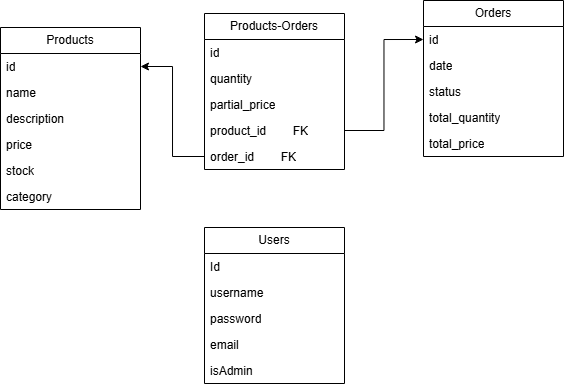 Products
id
name
description
price
stock
category
Products-Orders
id
quantity
partial_price
product_id FK
order_id FK
Orders
id
date
status
total_quantity
total_price
Users
Id
username
password
email
isAdmin